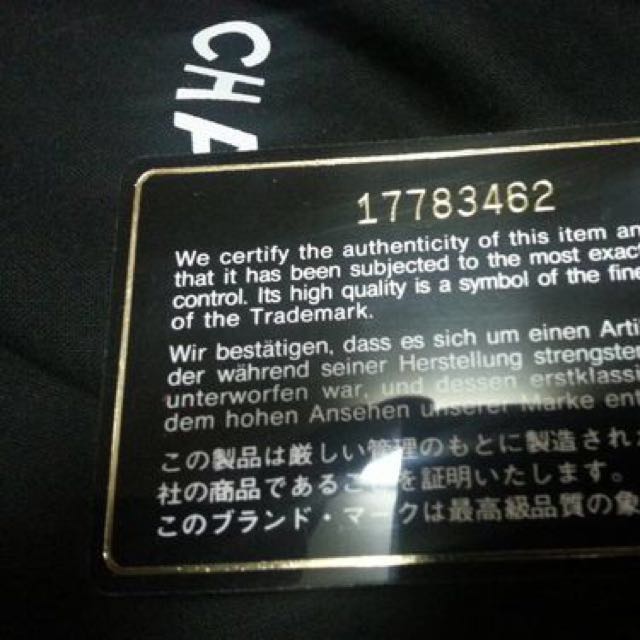 CHA
17783462
We certify the authenticity of this item an
that it has been subjected to the most exac
control. Its high quality is a symbol of the fine
of the Trademark.
Wir bestätigen, dass es sich um einen Arti
der während seiner Herstellung strengste
unterworfen war, und dessen erstklassi
dem hohen Ansehen unserer Marke ent
この製品は厳しい管理のもとに製造され
社の商品であることを証明いたします。
このブランド・マークは最高級品質の象